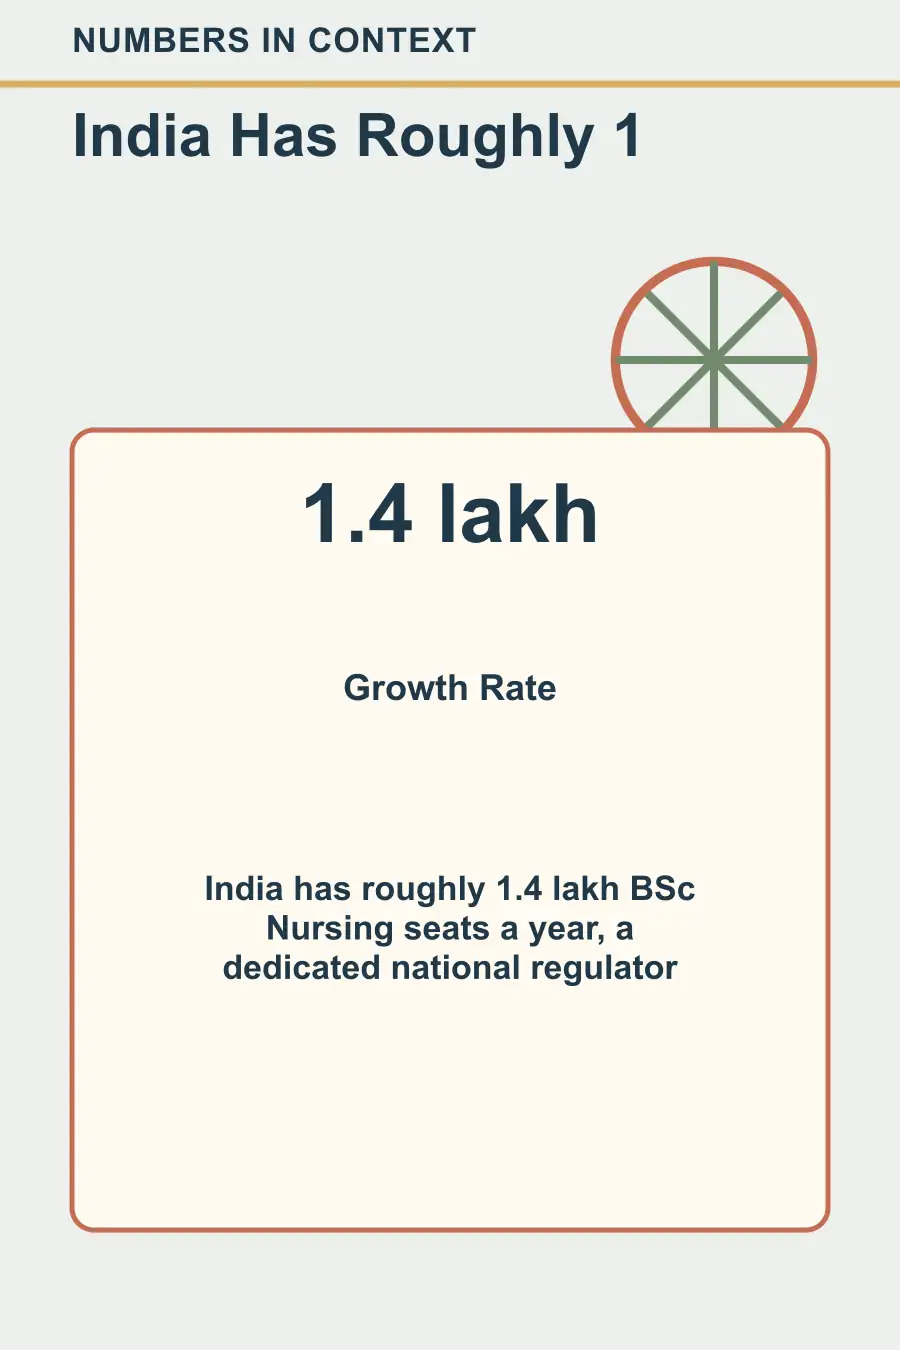 NUMBERS IN CONTEXT
India Has Roughly 1
1.4 lakh
Growth Rate
India has roughly 1.4 lakh BSc
Nursing seats a year, a
dedicated national regulator